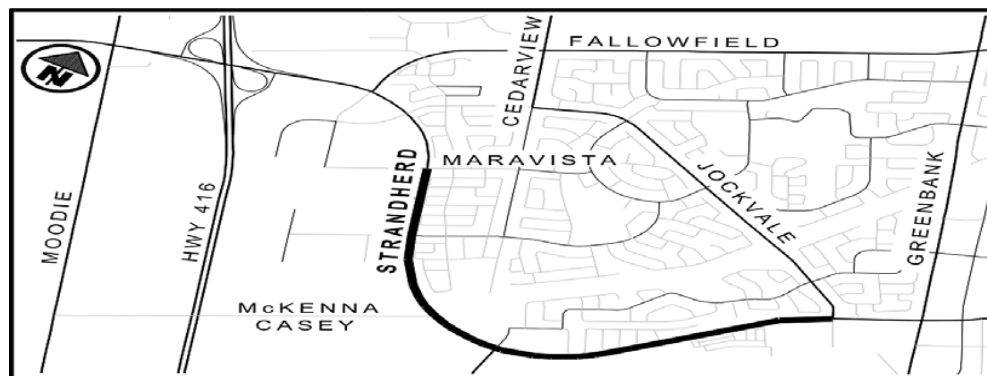 FALLOWFIELD
N
CEDARVIEW
MARAVISTA
STRANDHERD
JOCKVALE
GREENBANK
MOODIE
HWY 416
McKENNA
CASEY